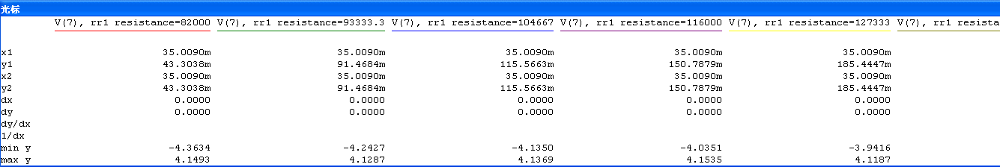 光标
V(7), rr1 resistance=82000 V(7), rr1 resistance=93333.3 V(7), rr1 resistance=104667 V(7), rr1 resistance=116000 V(7), rr1 resistance=127333 V(7), rr1 resista
x1 35.0090m 35.0090m 35.0090m 35.0090m 35.0090m
y1 43.3038m 91.4684m 115.5663m 150.7879m 185.4447m
x2 35.0090m 35.0090m 35.0090m 35.0090m 35.0090m
y2 43.3038m 91.4684m 115.5663m 150.7879m 185.4447m
dx 0.0000 0.0000 0.0000 0.0000 0.0000
dy 0.0000 0.0000 0.0000 0.0000 0.0000
dy/dx
1/dx
min y -4.3634 -4.2427 -4.1350 -4.0351 -3.9416
max y 4.1493 4.1287 4.1369 4.1535 4.1187